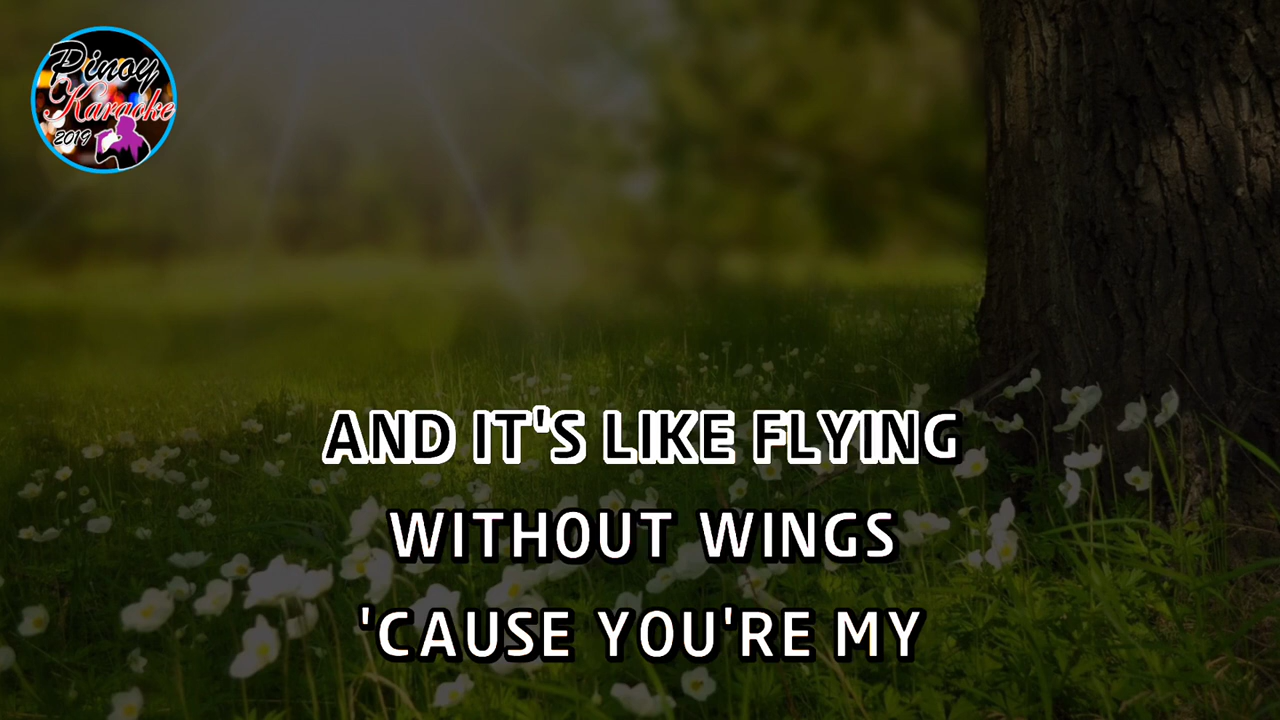 Pinoy
Karaoke
2019
AND IT'S LIKE FLYING
WITHOUT WINGS
'CAUSE YOU'RE MY